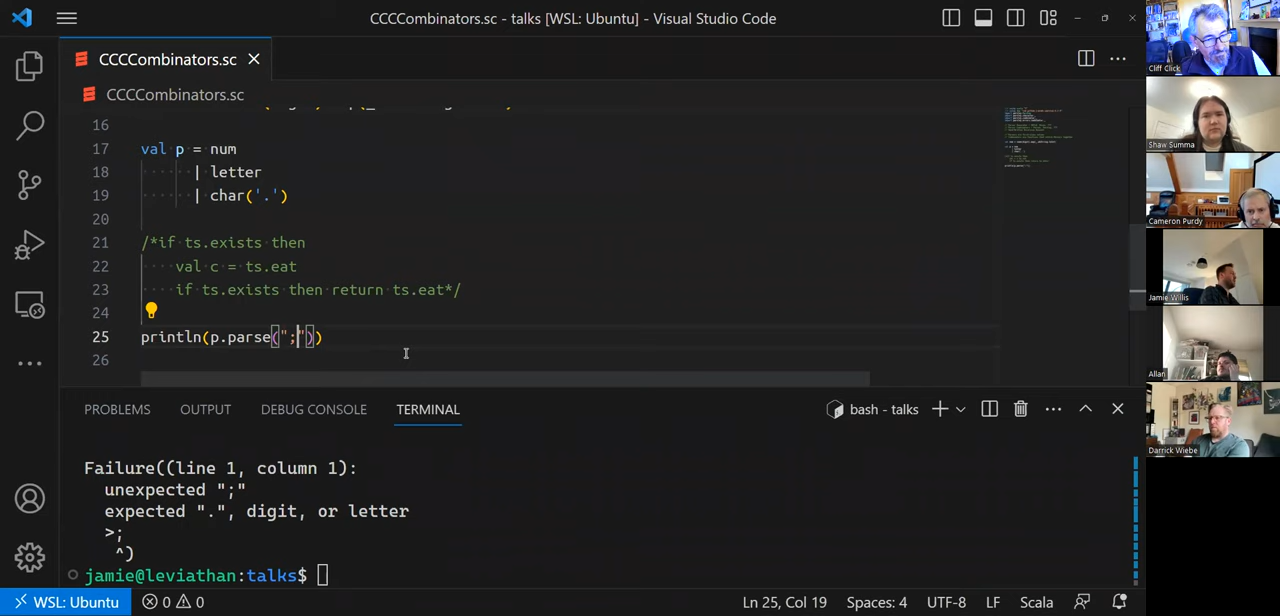 CCCCombinators.sc - talks [WSL: Ubuntu] - Visual Studio Code
CCCCombinators.sc
CCCCombinators.sc
16
17 val p = num
18 | letter
19 | char('.')
20
21 /*if ts.exists then
22 val c = ts.eat
23 if ts.exists then return ts.eat*/
24
25 println(p.parse(";"))
26
PROBLEMS OUTPUT DEBUG CONSOLE TERMINAL bash - talks
Failure((line 1, column 1):
unexpected ";"
expected ".", digit, or letter
>;
^)
jamie@leviathan:talks$
WSL: Ubuntu 0 0 Ln 25, Col 19 Spaces: 4 UTF-8 LF Scala
Cliff Click
Shaw Summa
Cameron Purdy
Jamie Willis
Allan
Darrick Wiebe